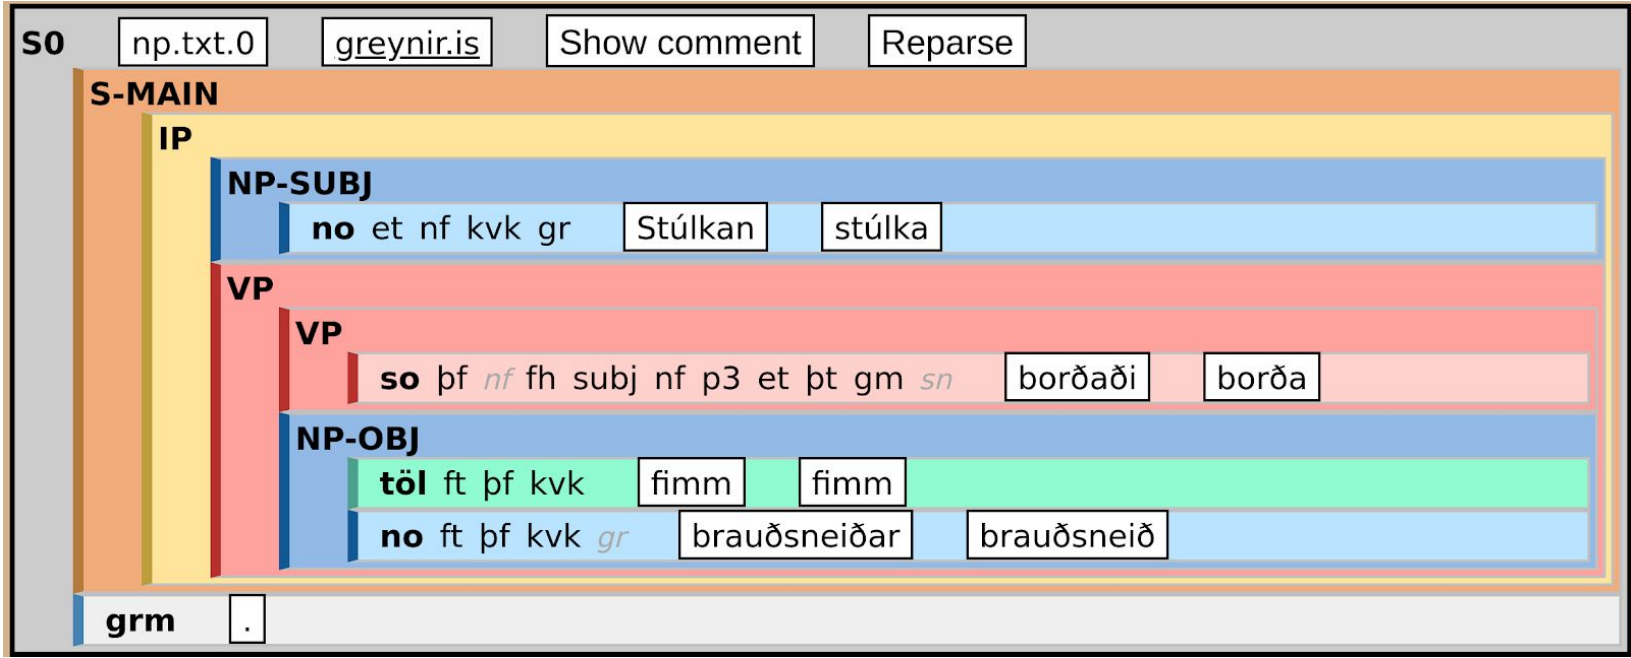 S0 np.txt.0 greynir.is Show comment Reparse
S-MAIN
IP
NP-SUBJ
no et nf kvk gr Stúlkan stúlka
VP
VP
so þf nf fh subj nf p3 et þt gm sn borðaði borða
NP-OBJ
töl ft þf kvk fimm fimm
no ft þf kvk gr brauðsneiðar brauðsneið
grm .